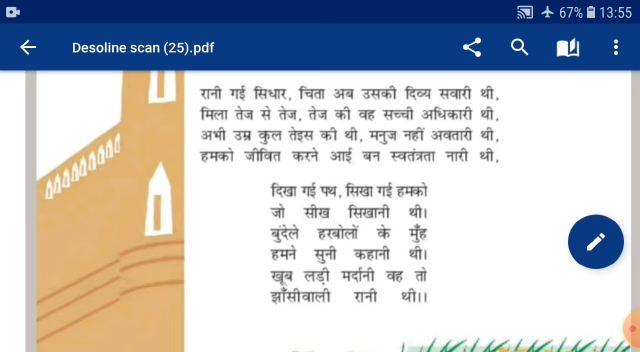 67% 13:55
Desoline scan (25).pdf
रानी गई सिधार, चिता अब उसकी दिव्य सवारी थी,
मिला तेज से तेज, तेज की वह सच्ची अधिकारी थी,
अभी उम्र कुल तेइस की थी, मनुज नहीं अवतारी थी,
हमको जीवित करने आई बन स्वतंत्रता नारी थी,
दिखा गई पथ, सिखा गई हमको
जो सीख सिखानी थी।
बुंदेले हरबोलों के मुँह
हमने सुनी कहानी थी।
खूब लड़ी मर्दानी वह तो
झाँसीवाली रानी थी।।